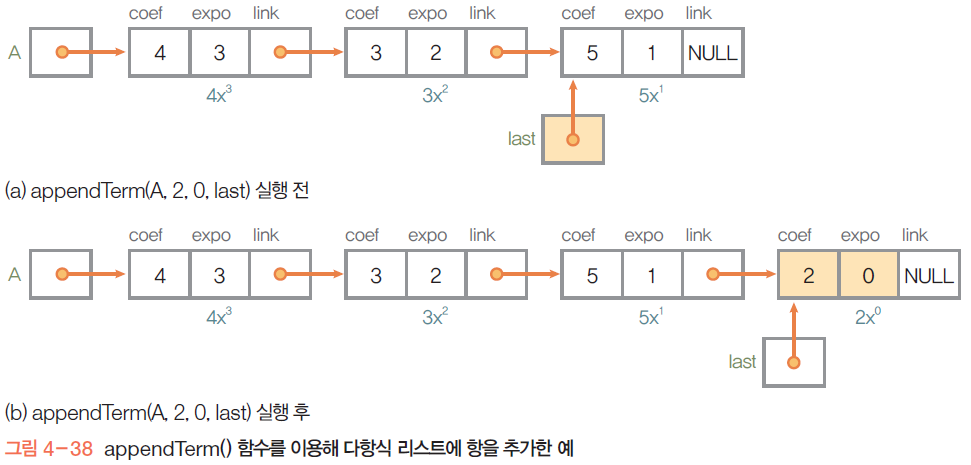 coef expo link coef expo link coef expo link
A 4 3 3 2 5 1 NULL
4x³ 3x² 5x¹
last
(a) appendTerm(A, 2, 0, last) 실행 전
coef expo link coef expo link coef expo link coef expo link
A 4 3 3 2 5 1 2 0 NULL
4x³ 3x² 5x¹ 2x⁰
last
(b) appendTerm(A, 2, 0, last) 실행 후
그림 4-38 appendTerm() 함수를 이용해 다항식 리스트에 항을 추가한 예